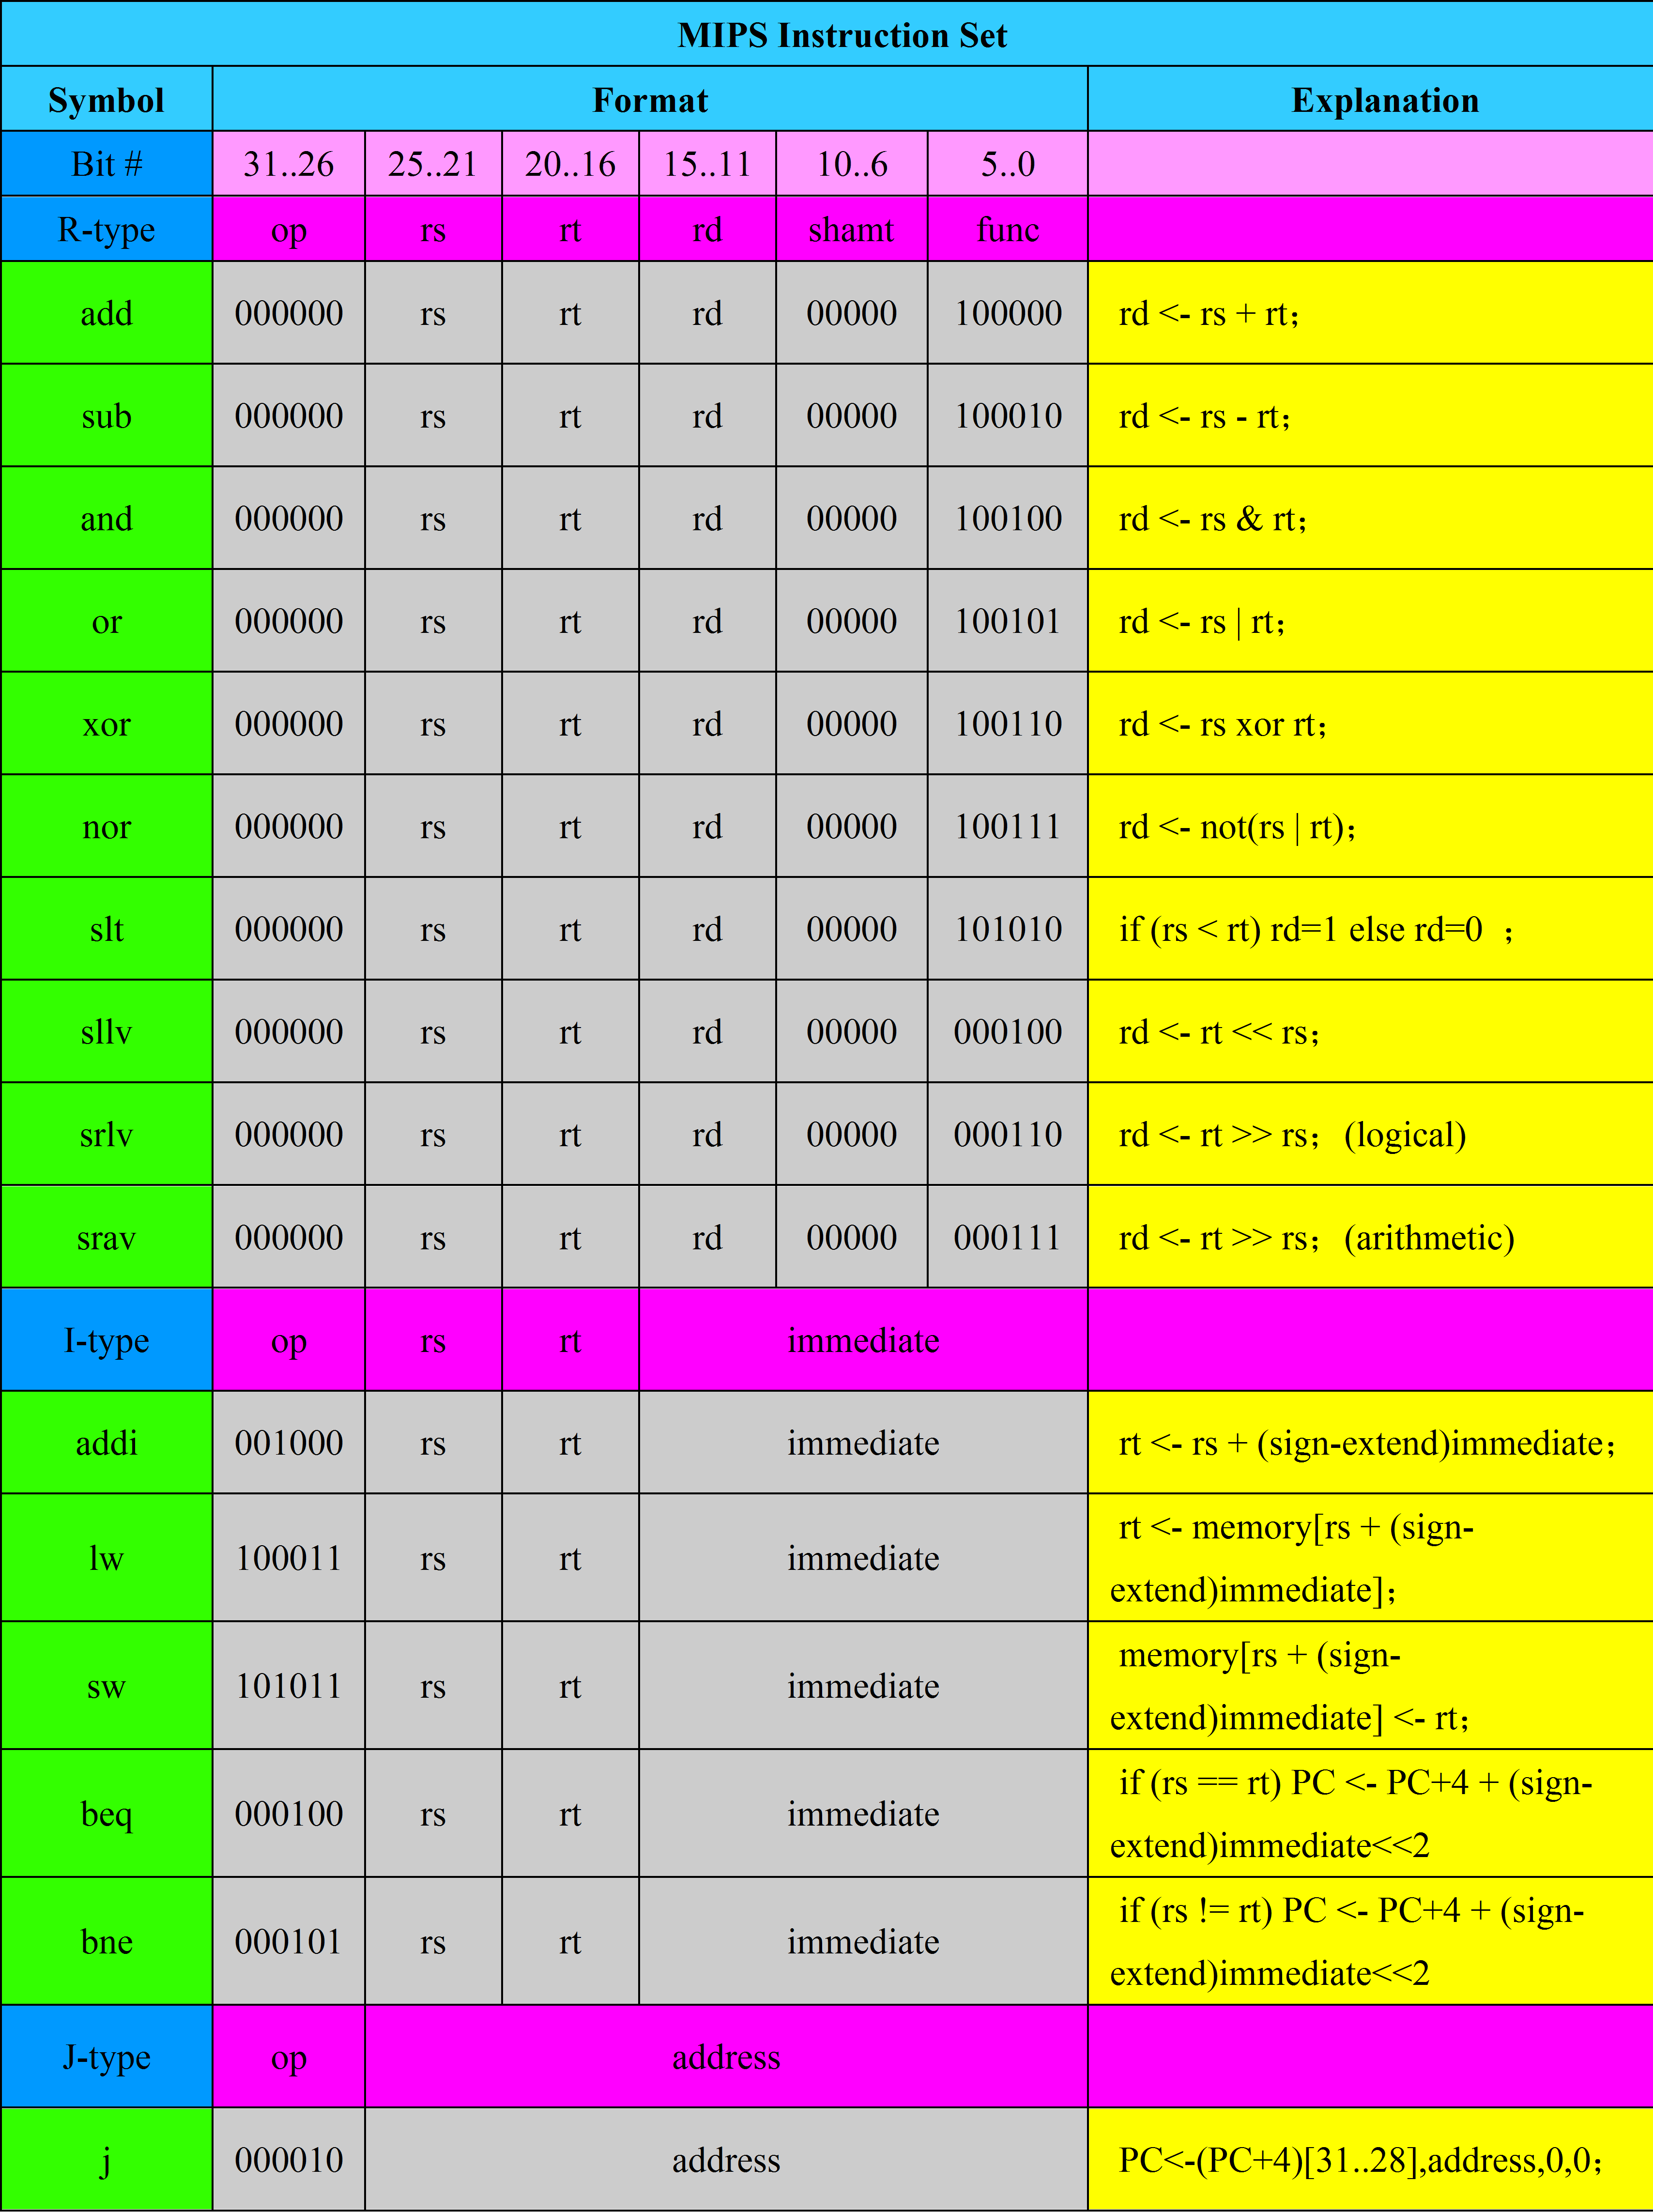 MIPS Instruction Set
Symbol Format Explanation
Bit # 31..26 25..21 20..16 15..11 10..6 5..0
R-type op rs rt rd shamt func
add 000000 rs rt rd 00000 100000 rd <- rs + rt；
sub 000000 rs rt rd 00000 100010 rd <- rs - rt；
and 000000 rs rt rd 00000 100100 rd <- rs & rt；
or 000000 rs rt rd 00000 100101 rd <- rs | rt；
xor 000000 rs rt rd 00000 100110 rd <- rs xor rt；
nor 000000 rs rt rd 00000 100111 rd <- not(rs | rt)；
slt 000000 rs rt rd 00000 101010 if (rs < rt) rd=1 else rd=0 ；
sllv 000000 rs rt rd 00000 000100 rd <- rt << rs；
srlv 000000 rs rt rd 00000 000110 rd <- rt >> rs；(logical)
srav 000000 rs rt rd 00000 000111 rd <- rt >> rs；(arithmetic)
I-type op rs rt immediate
addi 001000 rs rt immediate rt <- rs + (sign-extend)immediate；
lw 100011 rs rt immediate rt <- memory[rs + (sign-
extend)immediate]；
sw 101011 rs rt immediate memory[rs + (sign-
extend)immediate] <- rt；
beq 000100 rs rt immediate if (rs == rt) PC <- PC+4 + (sign-
extend)immediate<<2
bne 000101 rs rt immediate if (rs != rt) PC <- PC+4 + (sign-
extend)immediate<<2
J-type op address
j 000010 address PC<-(PC+4)[31..28],address,0,0；